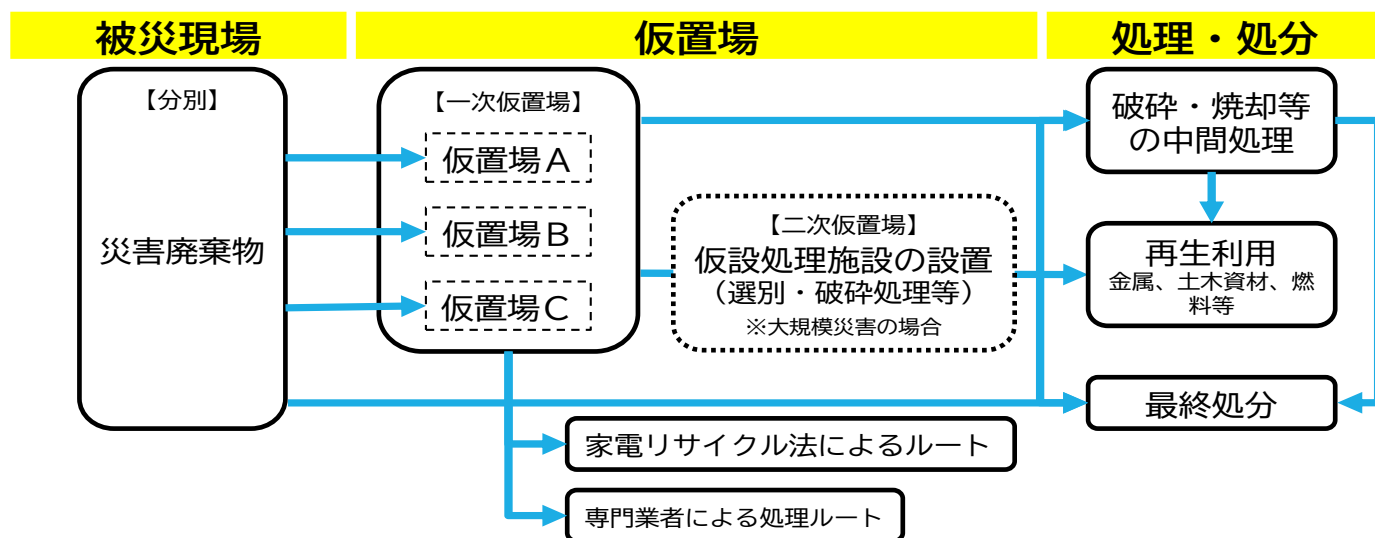 被災現場
仮置場
処理・処分
【分別】
災害廃棄物
【一次仮置場】
仮置場A
仮置場B
仮置場C
【二次仮置場】
仮設処理施設の設置
（選別・破砕処理等）
※大規模災害の場合
破砕・焼却等
の中間処理
再生利用
金属、土木資材、燃
料等
最終処分
家電リサイクル法によるルート
専門業者による処理ルート